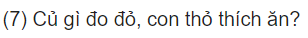 (7) Củ gì đo đỏ, con thỏ thích ăn?